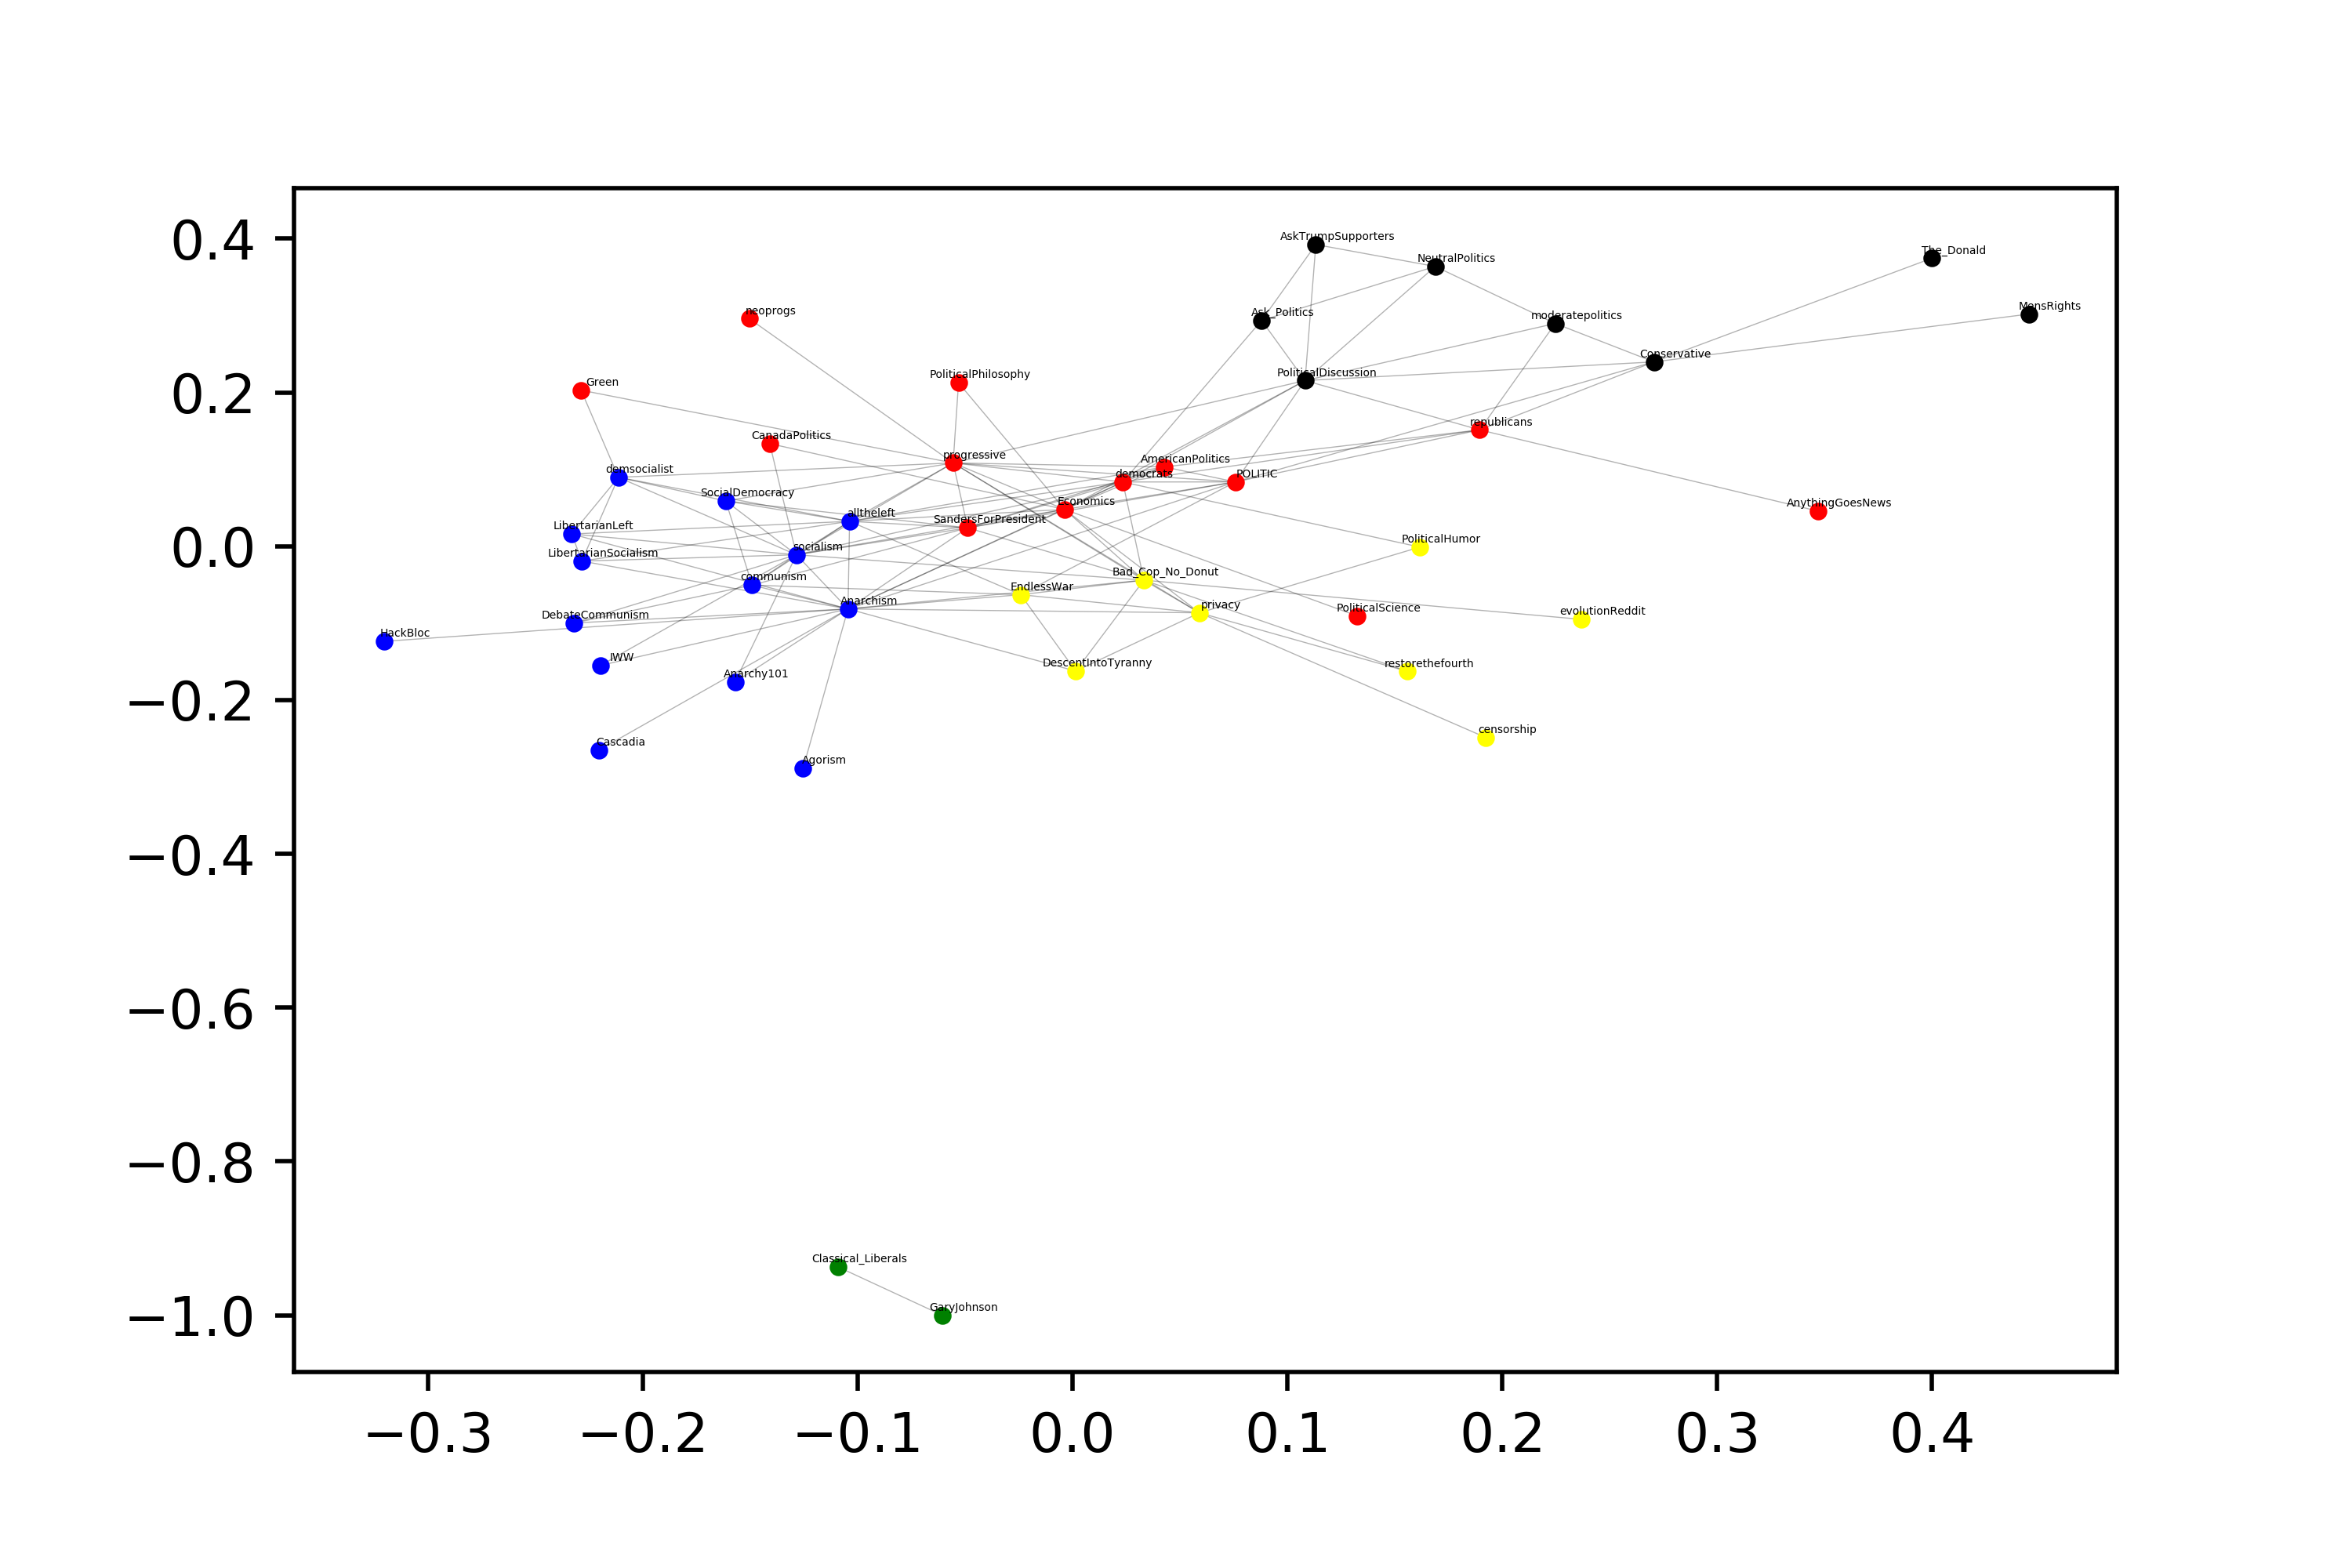 0.4
0.2
0.0
−0.2
−0.4
−0.6
−0.8
−1.0
AskTrumpSupporters
The_Donald
NeutralPolitics
MensRights
neoprogs
Ask_Politics
moderatepolitics
Conservative
Green
PoliticalPhilosophy
PoliticalDiscussion
republicans
CanadaPolitics
progressive
AmericanPolitics
demsocialist
democrats
POLITIC
SocialDemocracy
Economics
AnythingGoesNews
alltheleft
SandersForPresident
LibertarianLeft
PoliticalHumor
socialism
LibertarianSocialism
Bad_Cop_No_Donut
communism
EndlessWar
Anarchism
privacy
PoliticalScience
evolutionReddit
DebateCommunism
HackBloc
IWW
DescentIntoTyranny
restorethefourth
Anarchy101
censorship
Cascadia
Agorism
Classical_Liberals
GaryJohnson
−0.3 −0.2 −0.1 0.0 0.1 0.2 0.3 0.4